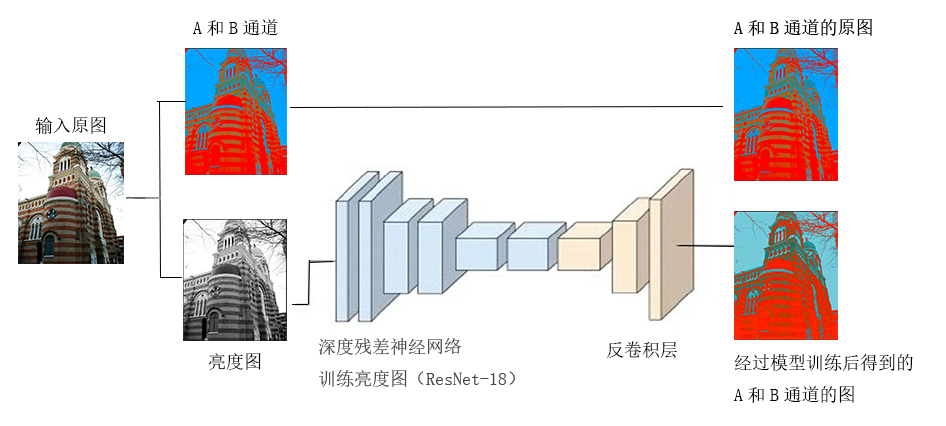 A 和 B 通道
A 和 B 通道的原图
输入原图
亮度图
深度残差神经网络
训练亮度图（ResNet-18）
反卷积层
经过模型训练后得到的
A 和 B 通道的图